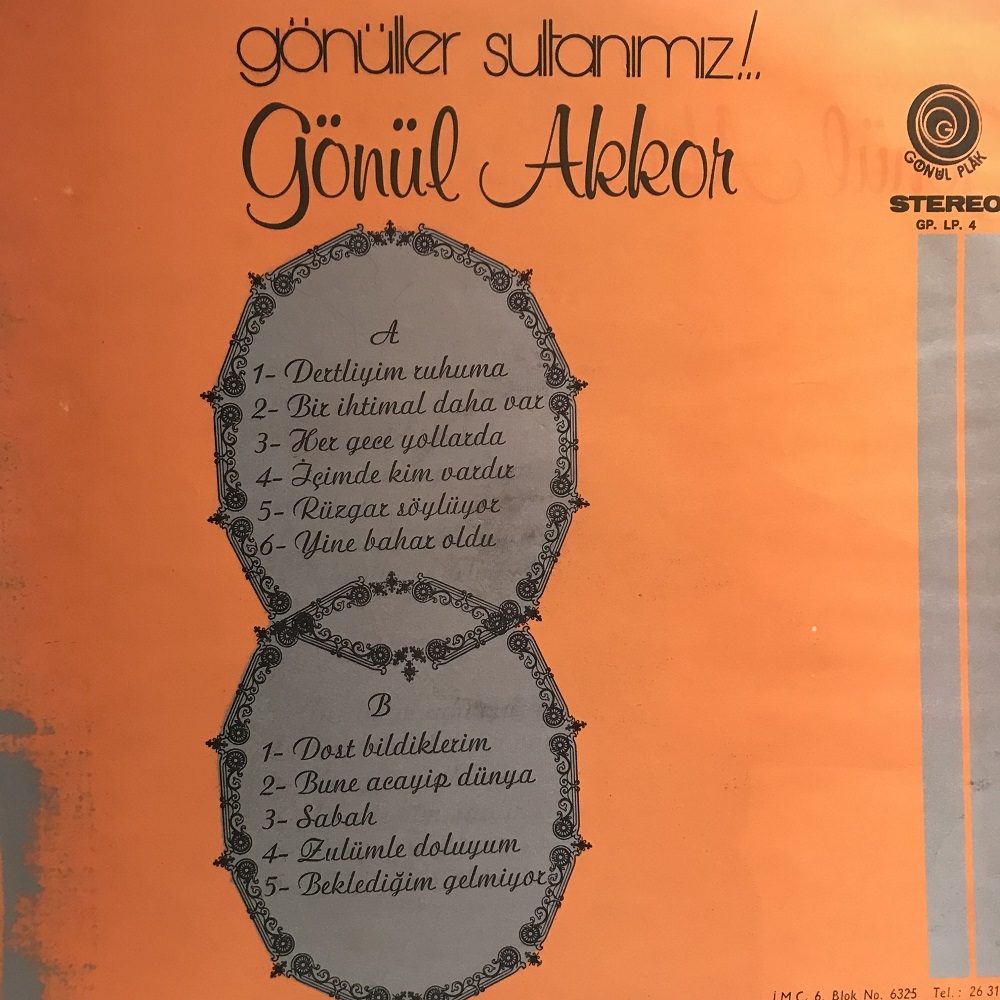 gönüller sultanımız!..
Gönül Akkor
GÖNÜL PLAK
STEREO
GP. LP. 4
A
1- Dertliyim ruhuma
2- Bir ihtimal daha var
3- Her gece yollarda
4- İçimde kim vardır
5- Rüzgar söylüyor
6- Yine bahar oldu
B
1- Dost bildiklerim
2- Bune acayip dünya
3- Sabah
4- Zulümle doluyum
5- Beklediğim gelmiyor
İ.M.C. 6. Blok No. 6325 Tel.: 26 31